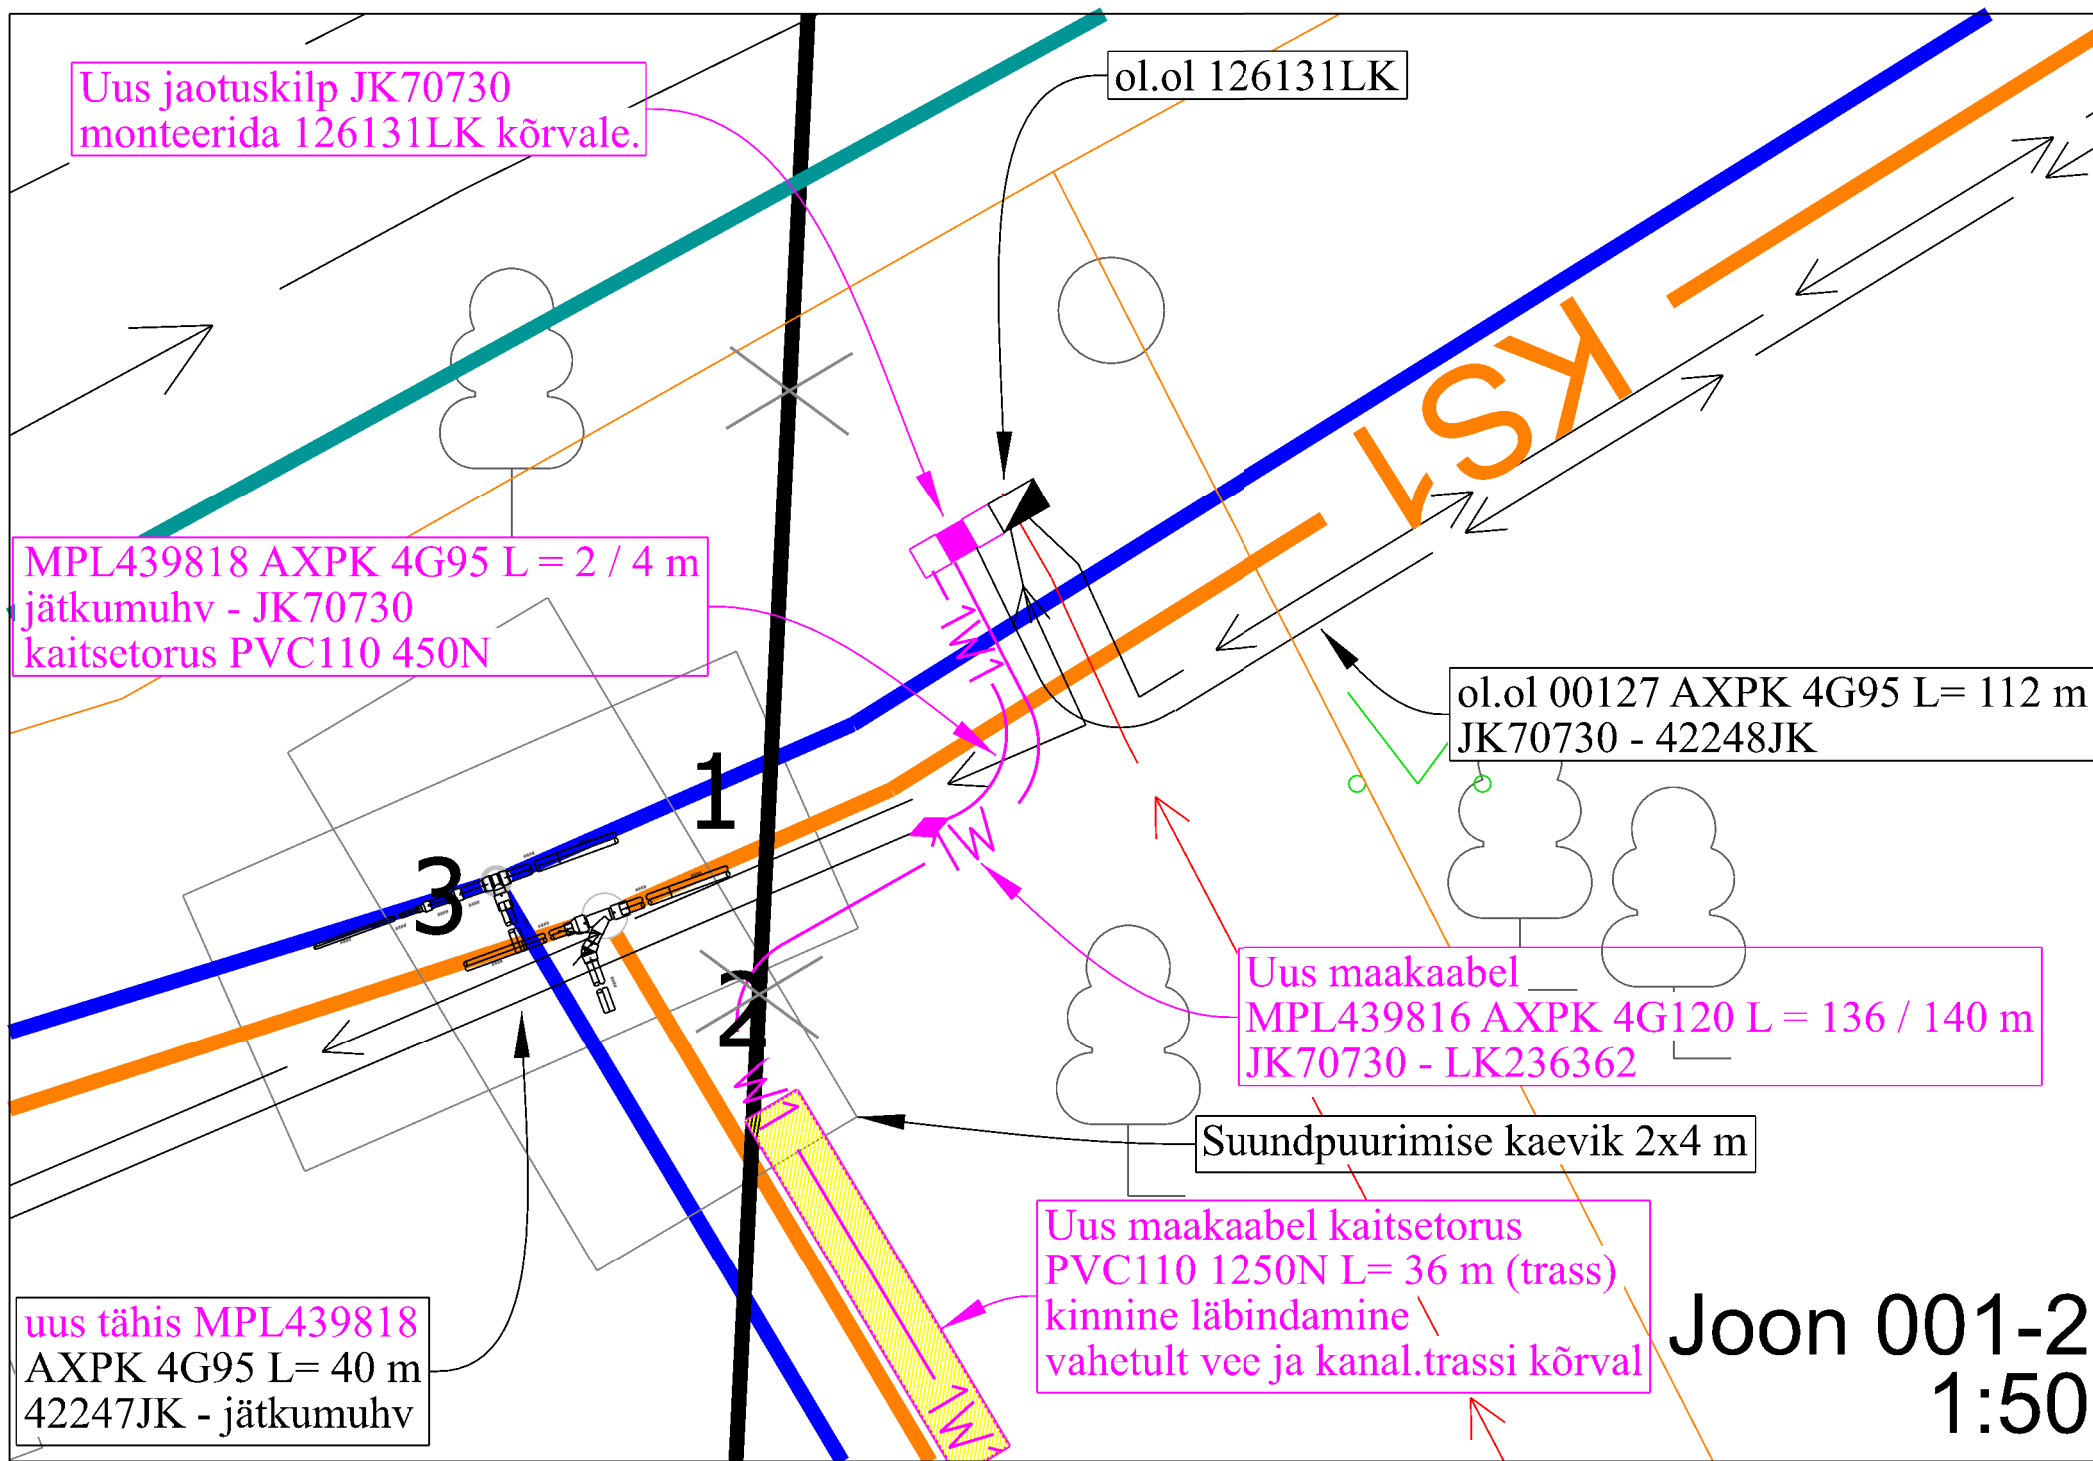 Uus jaotuskilp JK70730
monteerida 126131LK kõrvale.
ol.ol 126131LK
KS1
MPL439818 AXPK 4G95 L = 2 / 4 m
jätkumuhv - JK70730
kaitsetorus PVC110 450N
ol.ol 00127 AXPK 4G95 L= 112 m
JK70730 - 42248JK
1
3
2
Uus maakaabel
MPL439816 AXPK 4G120 L = 136 / 140 m
JK70730 - LK236362
Suundpuurimise kaevik 2x4 m
Uus maakaabel kaitsetorus
PVC110 1250N L= 36 m (trass)
kinnine läbindamine
vahetult vee ja kanal.trassi kõrval
uus tähis MPL439818
AXPK 4G95 L= 40 m
42247JK - jätkumuhv
Joon 001-2
1:50